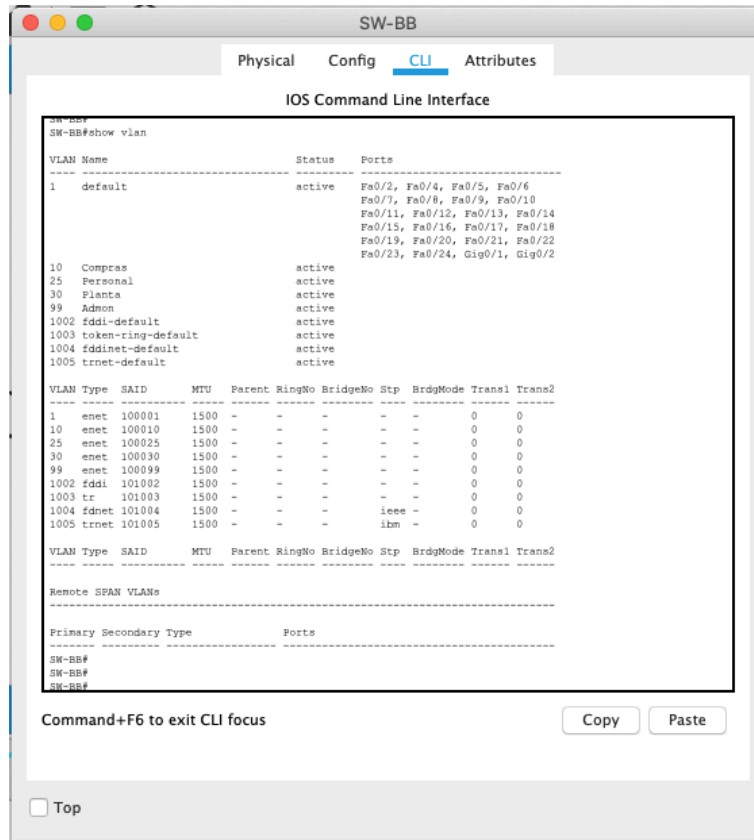 SW-BB
Physical Config CLI Attributes
IOS Command Line Interface
SW-BB#
SW-BB#show vlan
VLAN Name Status Ports
---- -------------------------------- --------- -------------------------------
1 default active Fa0/2, Fa0/4, Fa0/5, Fa0/6
Fa0/7, Fa0/8, Fa0/9, Fa0/10
Fa0/11, Fa0/12, Fa0/13, Fa0/14
Fa0/15, Fa0/16, Fa0/17, Fa0/18
Fa0/19, Fa0/20, Fa0/21, Fa0/22
Fa0/23, Fa0/24, Gig0/1, Gig0/2
10 Compras active
25 Personal active
30 Planta active
99 Admon active
1002 fddi-default active
1003 token-ring-default active
1004 fddinet-default active
1005 trnet-default active
VLAN Type SAID MTU Parent RingNo BridgeNo Stp BrdgMode Trans1 Trans2
---- ----- ---------- ----- ------ ------ -------- ---- -------- ------ ------
1 enet 100001 1500 - - - - - 0 0
10 enet 100010 1500 - - - - - 0 0
25 enet 100025 1500 - - - - - 0 0
30 enet 100030 1500 - - - - - 0 0
99 enet 100099 1500 - - - - - 0 0
1002 fddi 101002 1500 - - - - - 0 0
1003 tr 101003 1500 - - - - - 0 0
1004 fdnet 101004 1500 - - - ieee - 0 0
1005 trnet 101005 1500 - - - ibm - 0 0
VLAN Type SAID MTU Parent RingNo BridgeNo Stp BrdgMode Trans1 Trans2
---- ----- ---------- ----- ------ ------ -------- ---- -------- ------ ------
Remote SPAN VLANs
------------------------------------------------------------------------------
Primary Secondary Type Ports
------- --------- ----------------- ------------------------------------------
SW-BB#
SW-BB#
SW-BB#
Command+F6 to exit CLI focus
Copy Paste
Top